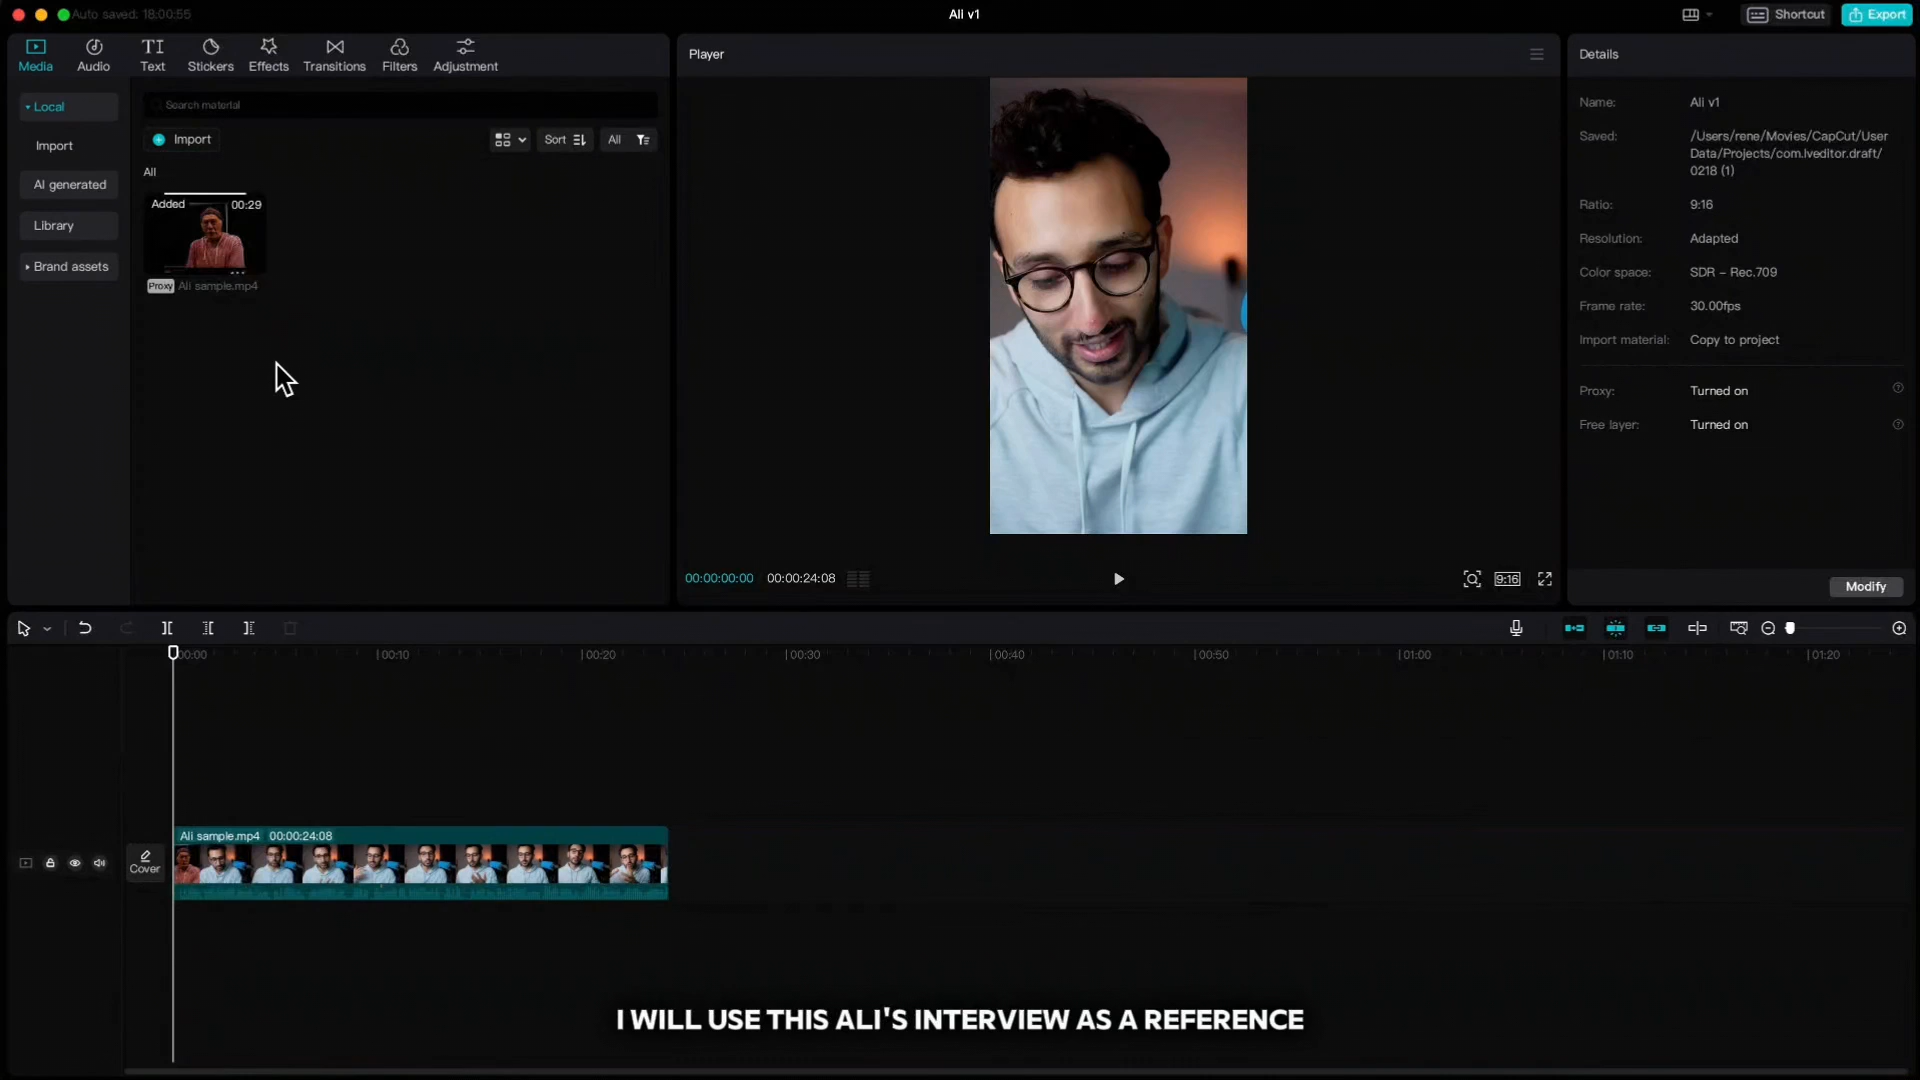 Auto saved: 18:00:55
Ali v1
Shortcut
Export
Media
Audio
TI
Text
Stickers
Effects
Transitions
Filters
Adjustment
Local
Import
AI generated
Library
Brand assets
Search material
Import
Sort
All
All
Added 00:29
Proxy Ali sample.mp4
Player
00:00:00:00 00:00:24:08
9:16
Details
Name: Ali v1
Saved: /Users/rene/Movies/CapCut/User
Data/Projects/com.lveditor.draft/
0218 (1)
Ratio: 9:16
Resolution: Adapted
Color space: SDR – Rec.709
Frame rate: 30.00fps
Import material: Copy to project
Proxy: Turned on
Free layer: Turned on
Modify
00:00 00:10 00:20 00:30 00:40 00:50 01:00 01:10 01:20
Ali sample.mp4 00:00:24:08
Cover
I WILL USE THIS ALI'S INTERVIEW AS A REFERENCE